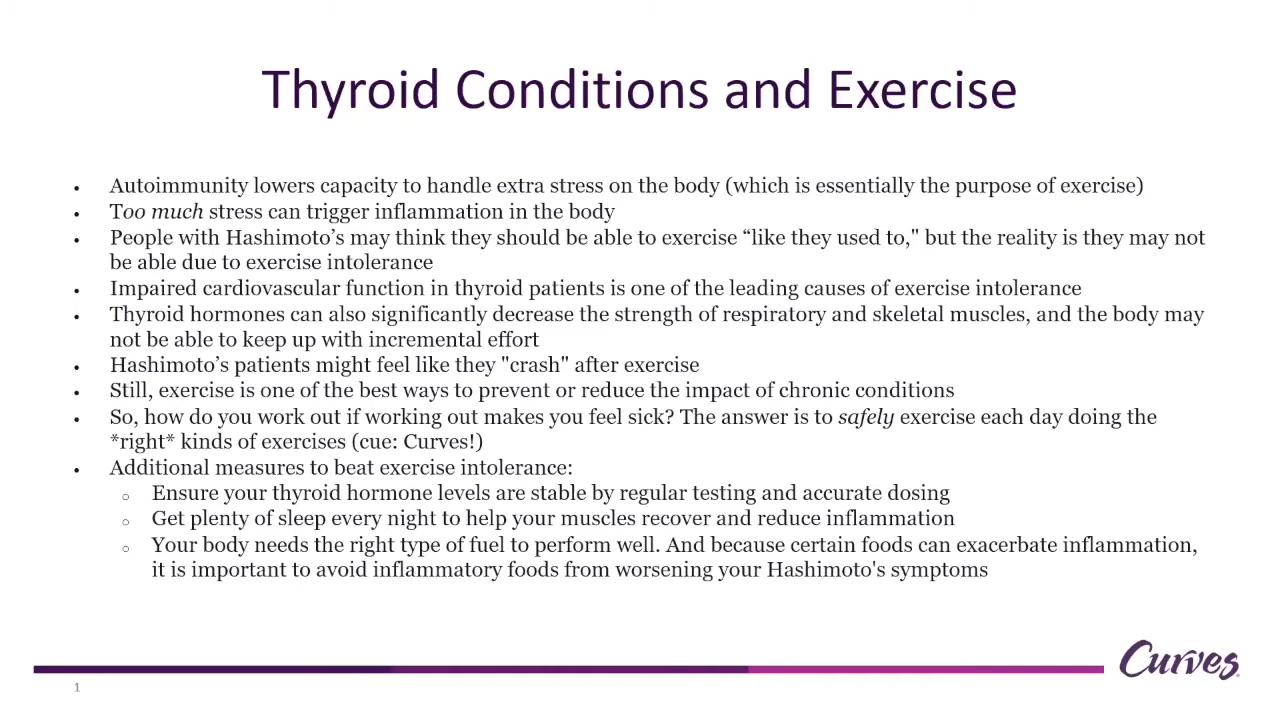 Thyroid Conditions and Exercise
• Autoimmunity lowers capacity to handle extra stress on the body (which is essentially the purpose of exercise)
• Too much stress can trigger inflammation in the body
• People with Hashimoto’s may think they should be able to exercise “like they used to," but the reality is they may not
be able due to exercise intolerance
• Impaired cardiovascular function in thyroid patients is one of the leading causes of exercise intolerance
• Thyroid hormones can also significantly decrease the strength of respiratory and skeletal muscles, and the body may
not be able to keep up with incremental effort
• Hashimoto’s patients might feel like they "crash" after exercise
• Still, exercise is one of the best ways to prevent or reduce the impact of chronic conditions
• So, how do you work out if working out makes you feel sick? The answer is to safely exercise each day doing the
*right* kinds of exercises (cue: Curves!)
• Additional measures to beat exercise intolerance:
○ Ensure your thyroid hormone levels are stable by regular testing and accurate dosing
○ Get plenty of sleep every night to help your muscles recover and reduce inflammation
○ Your body needs the right type of fuel to perform well. And because certain foods can exacerbate inflammation,
it is important to avoid inflammatory foods from worsening your Hashimoto's symptoms
Curves®
1